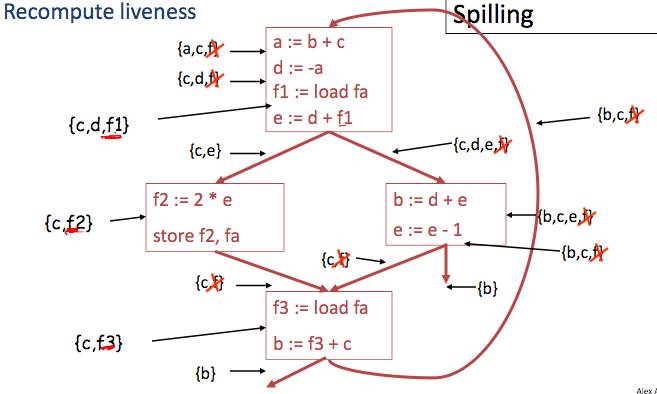 Recompute liveness
Spilling
{a,c,f}
a := b + c
{c,d,f}
d := -a
f1 := load fa
{c,d,f1}
e := d + f1
{b,c,f}
{c,e}
{c,d,e,f}
f2 := 2 * e
store f2, fa
{c,f2}
b := d + e
e := e - 1
{b,c,e,f}
{b,c,f}
{c,f}
{c,f}
{b}
f3 := load fa
b := f3 + c
{c,f3}
{b}
Alex A